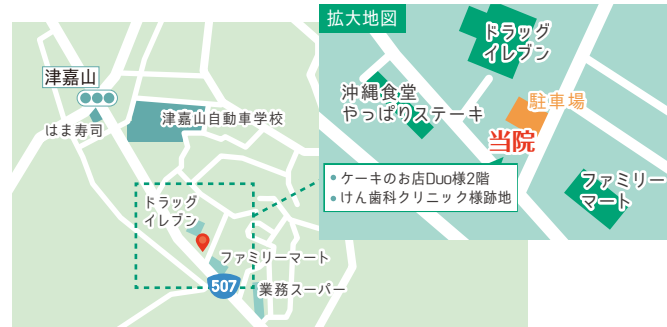 拡大地図
ドラッグ
イレブン
沖縄食堂
やっぱりステーキ
駐車場
当院
ケーキのお店Duo様2階
けん歯科クリニック様跡地
ファミリー
マート
津嘉山
はま寿司
津嘉山自動車学校
ドラッグ
イレブン
ファミリーマート
507
業務スーパー